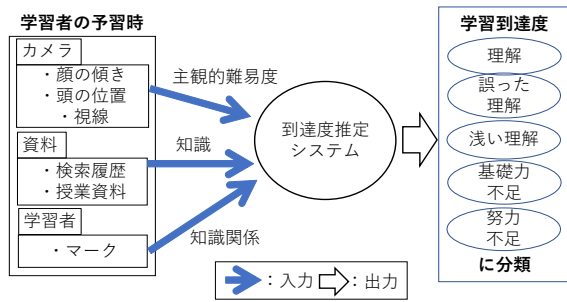 学習者の予習時
カメラ
・顔の傾き
・頭の位置
・視線
資料
・検索履歴
・授業資料
学習者
・マーク
主観的難易度
知識
知識関係
到達度推定
システム
学習到達度
理解
誤った
理解
浅い理解
基礎力
不足
努力
不足
に分類
：入力
：出力